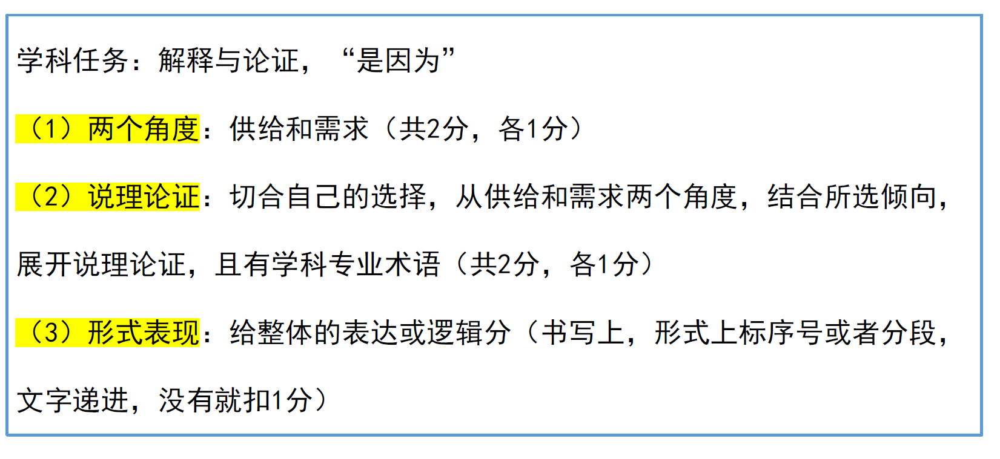 学科任务：解释与论证，“是因为”
（1）两个角度：供给和需求（共2分，各1分）
（2）说理论证：切合自己的选择，从供给和需求两个角度，结合所选倾向，
展开说理论证，且有学科专业术语（共2分，各1分）
（3）形式表现：给整体的表达或逻辑分（书写上，形式上标序号或者分段，
文字递进，没有就扣1分）